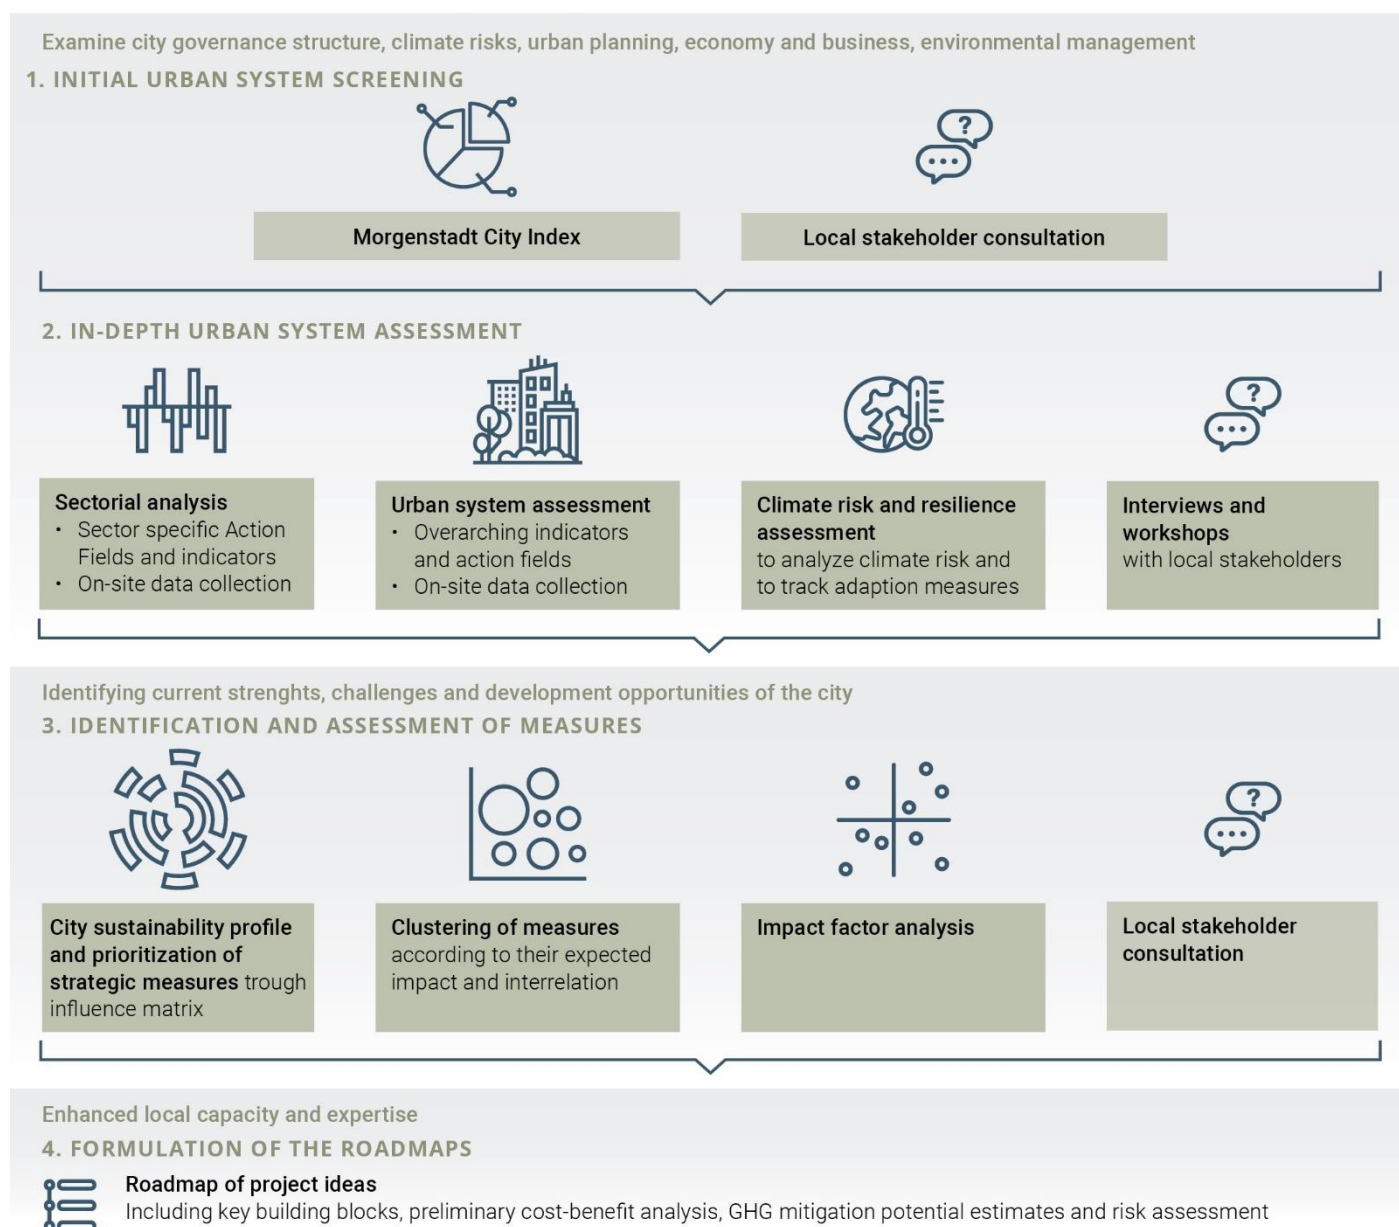 Examine city governance structure, climate risks, urban planning, economy and business, environmental management
1. INITIAL URBAN SYSTEM SCREENING
?
Morgenstadt City Index
Local stakeholder consultation
2. IN-DEPTH URBAN SYSTEM ASSESSMENT
?
Sectorial analysis
• Sector specific Action
Fields and indicators
• On-site data collection
Urban system assessment
• Overarching indicators
and action fields
• On-site data collection
Climate risk and resilience
assessment
to analyze climate risk and
to track adaption measures
Interviews and
workshops
with local stakeholders
Identifying current strenghts, challenges and development opportunities of the city
3. IDENTIFICATION AND ASSESSMENT OF MEASURES
?
City sustainability profile
and prioritization of
strategic measures trough
influence matrix
Clustering of measures
according to their expected
impact and interrelation
Impact factor analysis
Local stakeholder
consultation
Enhanced local capacity and expertise
4. FORMULATION OF THE ROADMAPS
Roadmap of project ideas
Including key building blocks, preliminary cost-benefit analysis, GHG mitigation potential estimates and risk assessment